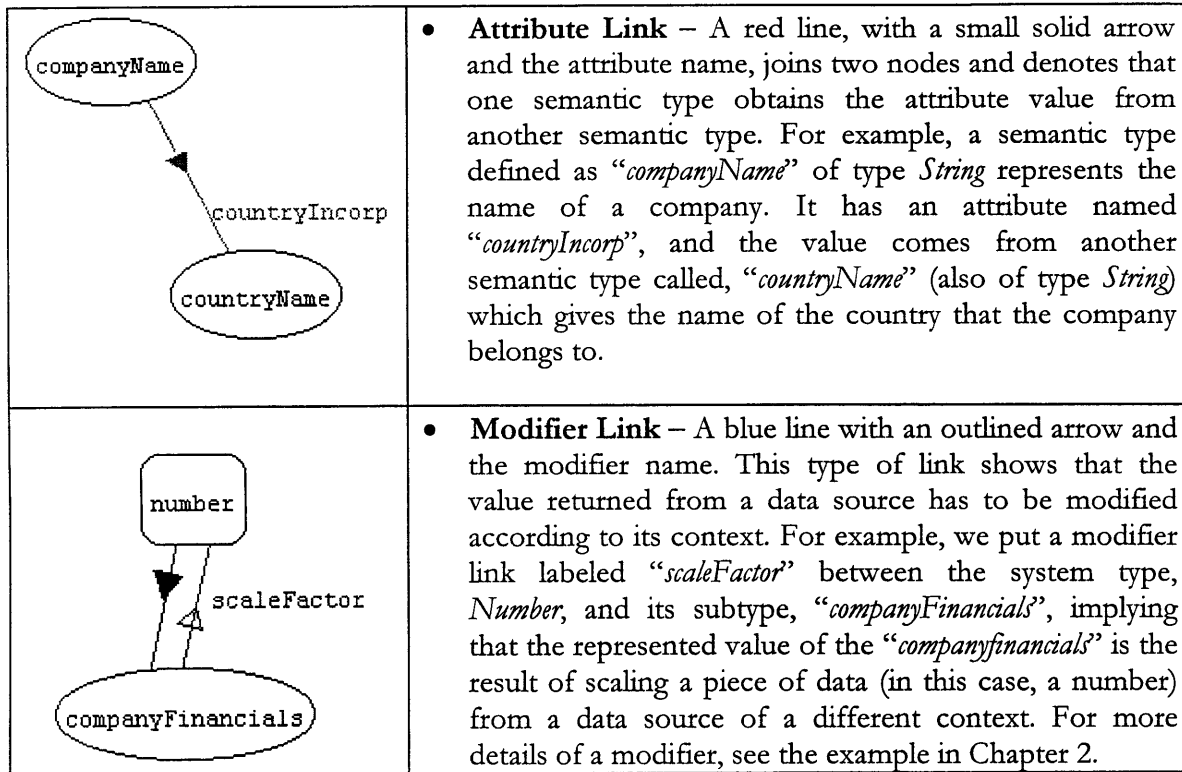 companyName
countryIncorp
countryName
• Attribute Link – A red line, with a small solid arrow
and the attribute name, joins two nodes and denotes that
one semantic type obtains the attribute value from
another semantic type. For example, a semantic type
defined as “companyName” of type String represents the
name of a company. It has an attribute named
“countryIncorp”, and the value comes from another
semantic type called, “countryName” (also of type String)
which gives the name of the country that the company
belongs to.
number
scaleFactor
companyFinancials
• Modifier Link – A blue line with an outlined arrow and
the modifier name. This type of link shows that the
value returned from a data source has to be modified
according to its context. For example, we put a modifier
link labeled “scaleFactor” between the system type,
Number, and its subtype, “companyFinancials”, implying
that the represented value of the “companyfinancials” is the
result of scaling a piece of data (in this case, a number)
from a data source of a different context. For more
details of a modifier, see the example in Chapter 2.